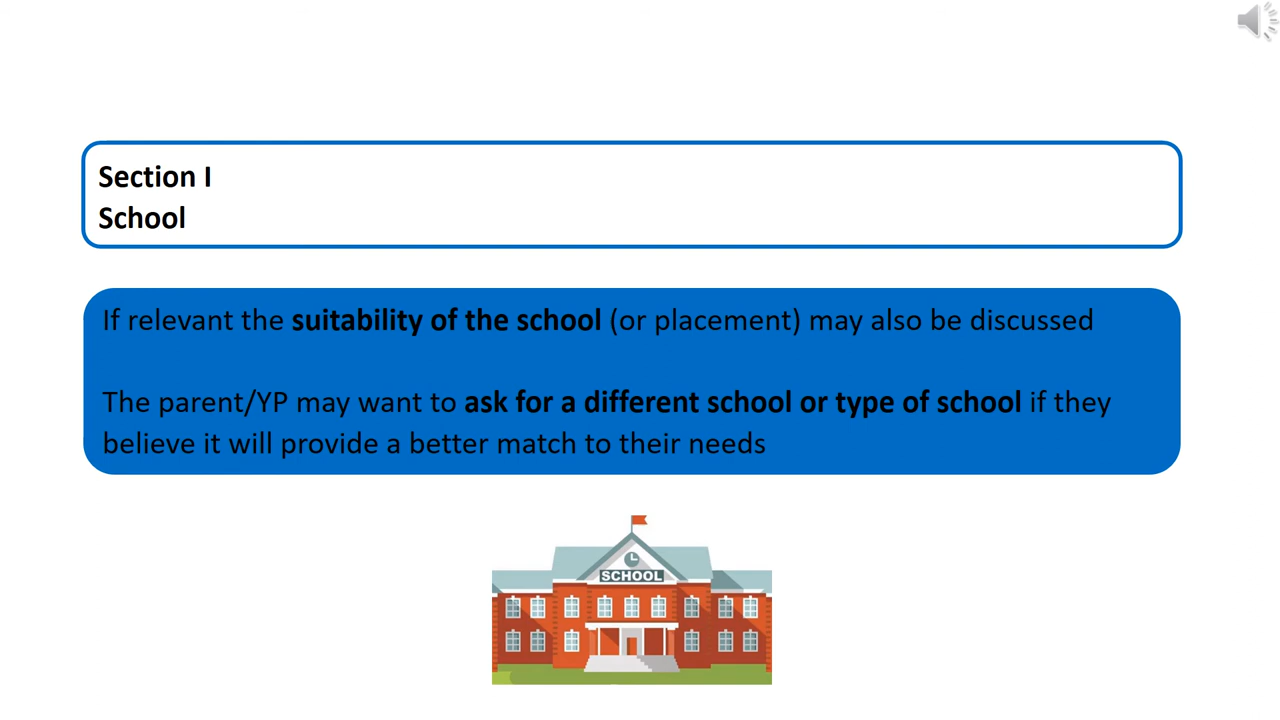 Section I
School
If relevant the suitability of the school (or placement) may also be discussed
The parent/YP may want to ask for a different school or type of school if they
believe it will provide a better match to their needs
SCHOOL